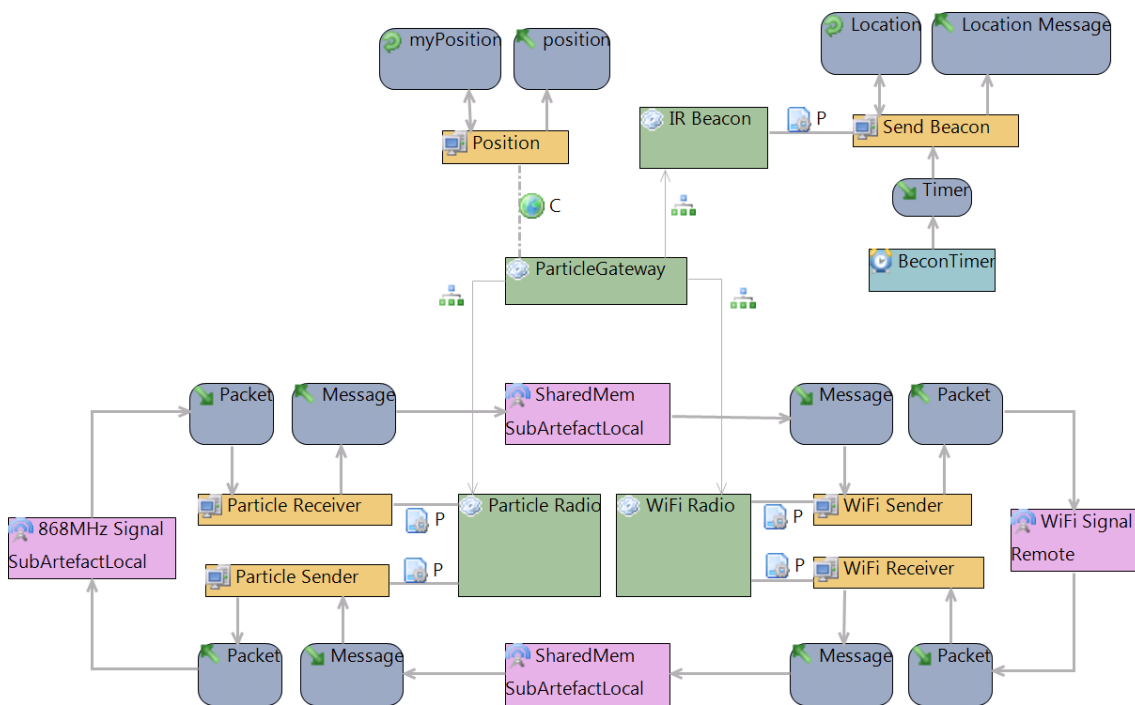 myPosition
position
Location
Location Message
IR Beacon
P
Send Beacon
Position
Timer
C
ParticleGateway
BeconTimer
Packet
Message
SharedMem
SubArtefactLocal
Message
Packet
Particle Receiver
Particle Radio
WiFi Radio
WiFi Sender
P
P
868MHz Signal
SubArtefactLocal
WiFi Signal
Remote
Particle Sender
P
P
WiFi Receiver
Packet
Message
SharedMem
SubArtefactLocal
Message
Packet